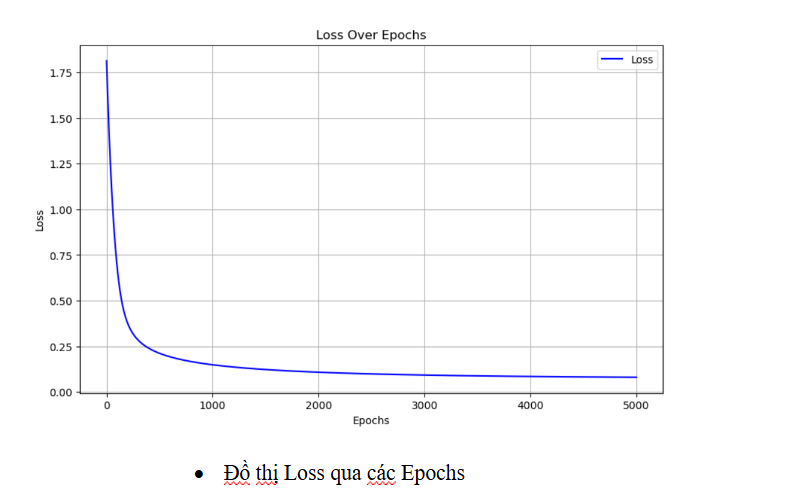 Loss Over Epochs
Loss
1.75
1.50
1.25
1.00
0.75
0.50
0.25
0.00
Loss
0 1000 2000 3000 4000 5000
Epochs
• Đồ thị Loss qua các Epochs